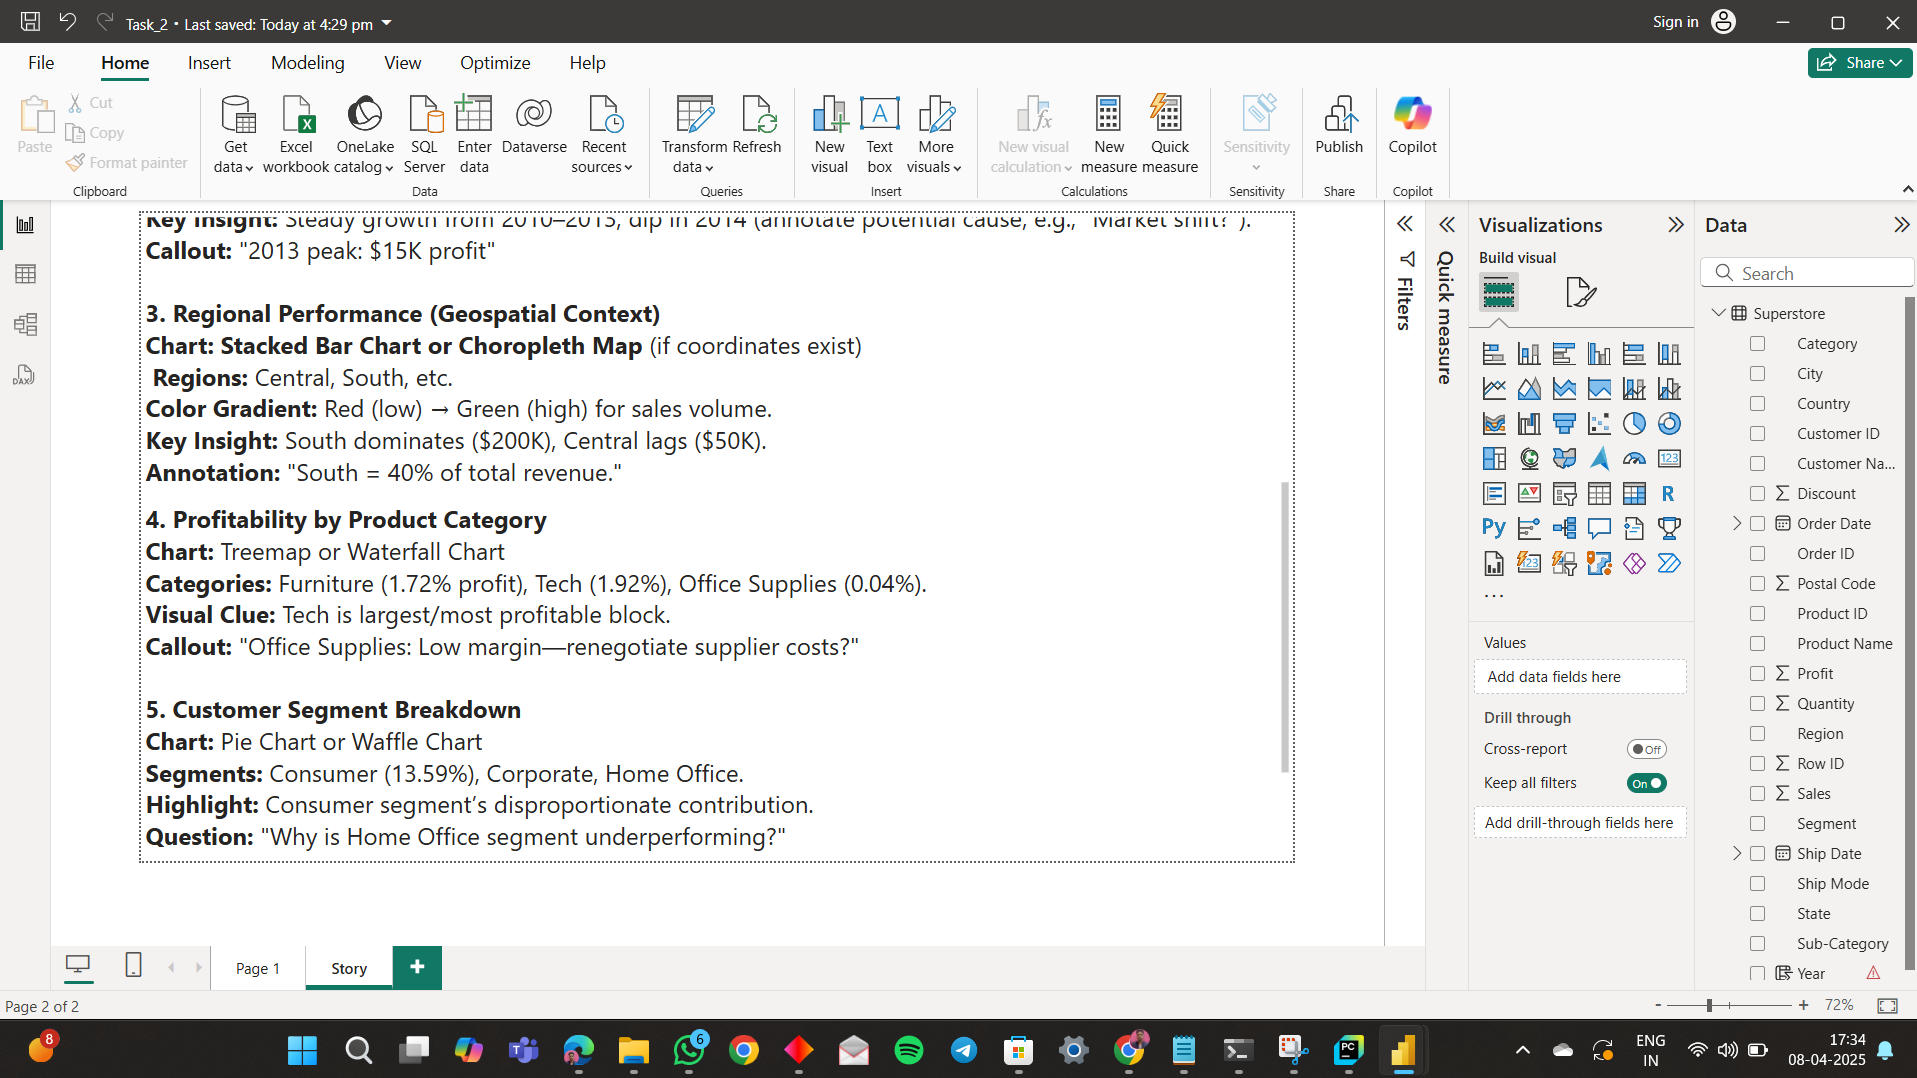 Task_2 • Last saved: Today at 4:29 pm
Sign in
File Home Insert Modeling View Optimize Help
Share
Paste
Cut
Copy
Format painter
Clipboard
Get data
Excel workbook
OneLake catalog
SQL Server
Enter data
Dataverse
Recent sources
Data
Transform data
Refresh
Queries
New visual
Text box
More visuals
Insert
New visual calculation
New measure
Quick measure
Calculations
Sensitivity
Sensitivity
Publish
Share
Copilot
Copilot
DAX
Key Insight: Steady growth from 2010–2013, dip in 2014 (annotate potential cause, e.g., "Market shift?").
Callout: "2013 peak: $15K profit"
3. Regional Performance (Geospatial Context)
Chart: Stacked Bar Chart or Choropleth Map (if coordinates exist)
Regions: Central, South, etc.
Color Gradient: Red (low) → Green (high) for sales volume.
Key Insight: South dominates ($200K), Central lags ($50K).
Annotation: "South = 40% of total revenue."
4. Profitability by Product Category
Chart: Treemap or Waterfall Chart
Categories: Furniture (1.72% profit), Tech (1.92%), Office Supplies (0.04%).
Visual Clue: Tech is largest/most profitable block.
Callout: "Office Supplies: Low margin—renegotiate supplier costs?"
5. Customer Segment Breakdown
Chart: Pie Chart or Waffle Chart
Segments: Consumer (13.59%), Corporate, Home Office.
Highlight: Consumer segment’s disproportionate contribution.
Question: "Why is Home Office segment underperforming?"
Filters
Quick measure
Visualizations
Build visual
123
R
Py
123
...
Values
Add data fields here
Drill through
Cross-report
Off
Keep all filters
On
Add drill-through fields here
Data
Search
Superstore
Category
City
Country
Customer ID
Customer Na...
Discount
Order Date
Order ID
Postal Code
Product ID
Product Name
Profit
Quantity
Region
Row ID
Sales
Segment
Ship Date
Ship Mode
State
Sub-Category
Year
Page 1
Story
+
Page 2 of 2
- + 72%
8
6
PC
ENG
IN
17:34
08-04-2025